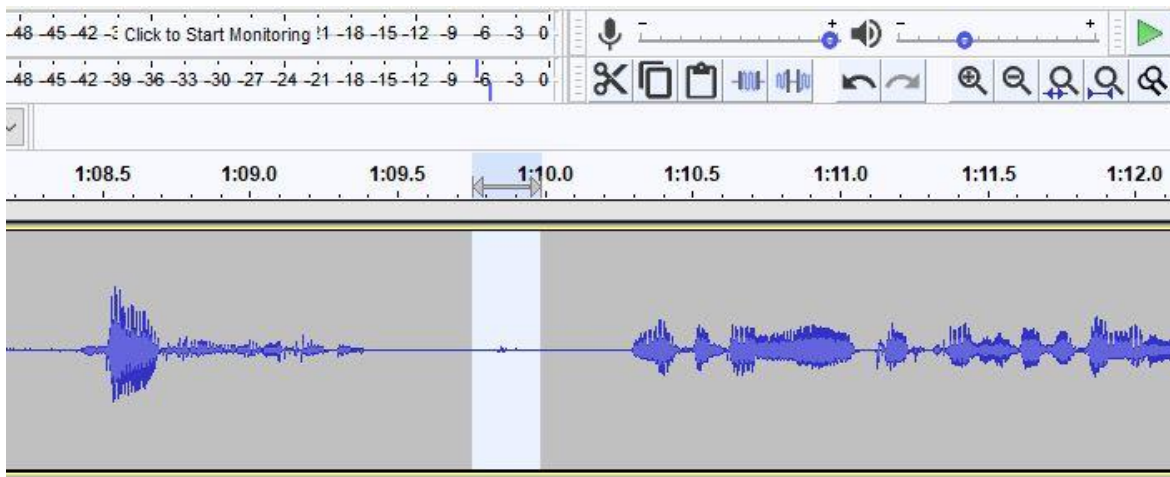 -48 -45 -42 -3 Click to Start Monitoring !1 -18 -15 -12 -9 -6 -3 0
- + - +
-48 -45 -42 -39 -36 -33 -30 -27 -24 -21 -18 -15 -12 -9 -6 -3 0
1:08.5 1:09.0 1:09.5 1:10.0 1:10.5 1:11.0 1:11.5 1:12.0